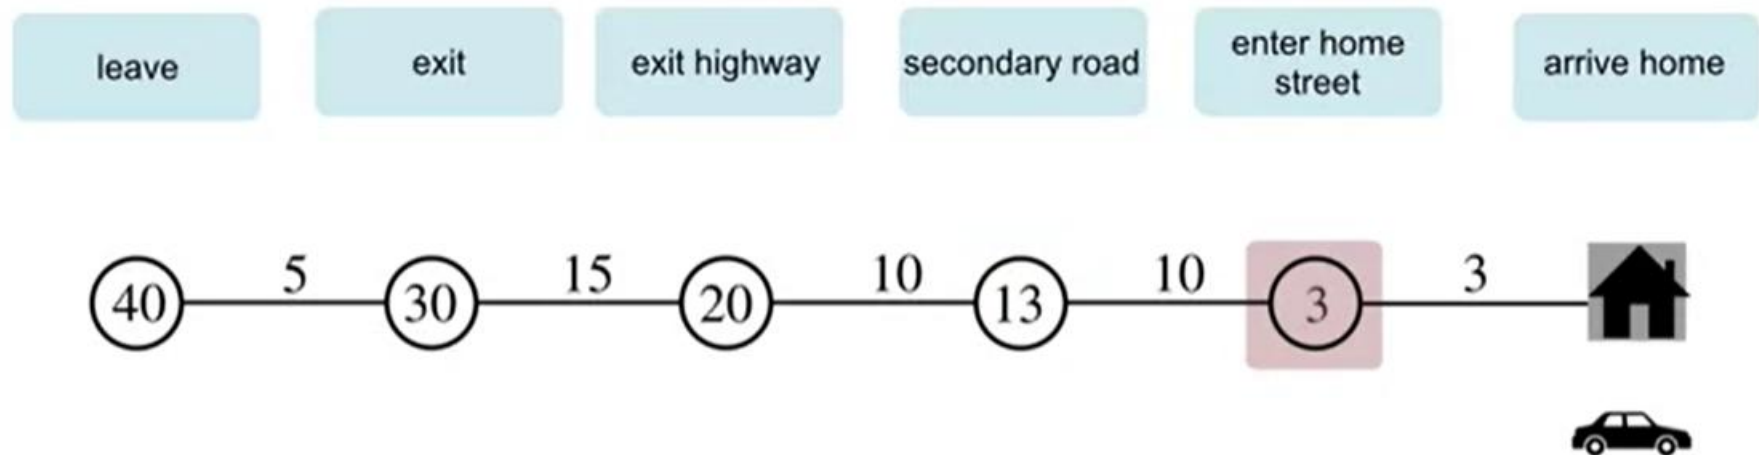 leave
exit
exit highway
secondary road
enter home
street
arrive home
5
15
10
10
3
40
30
20
13
3